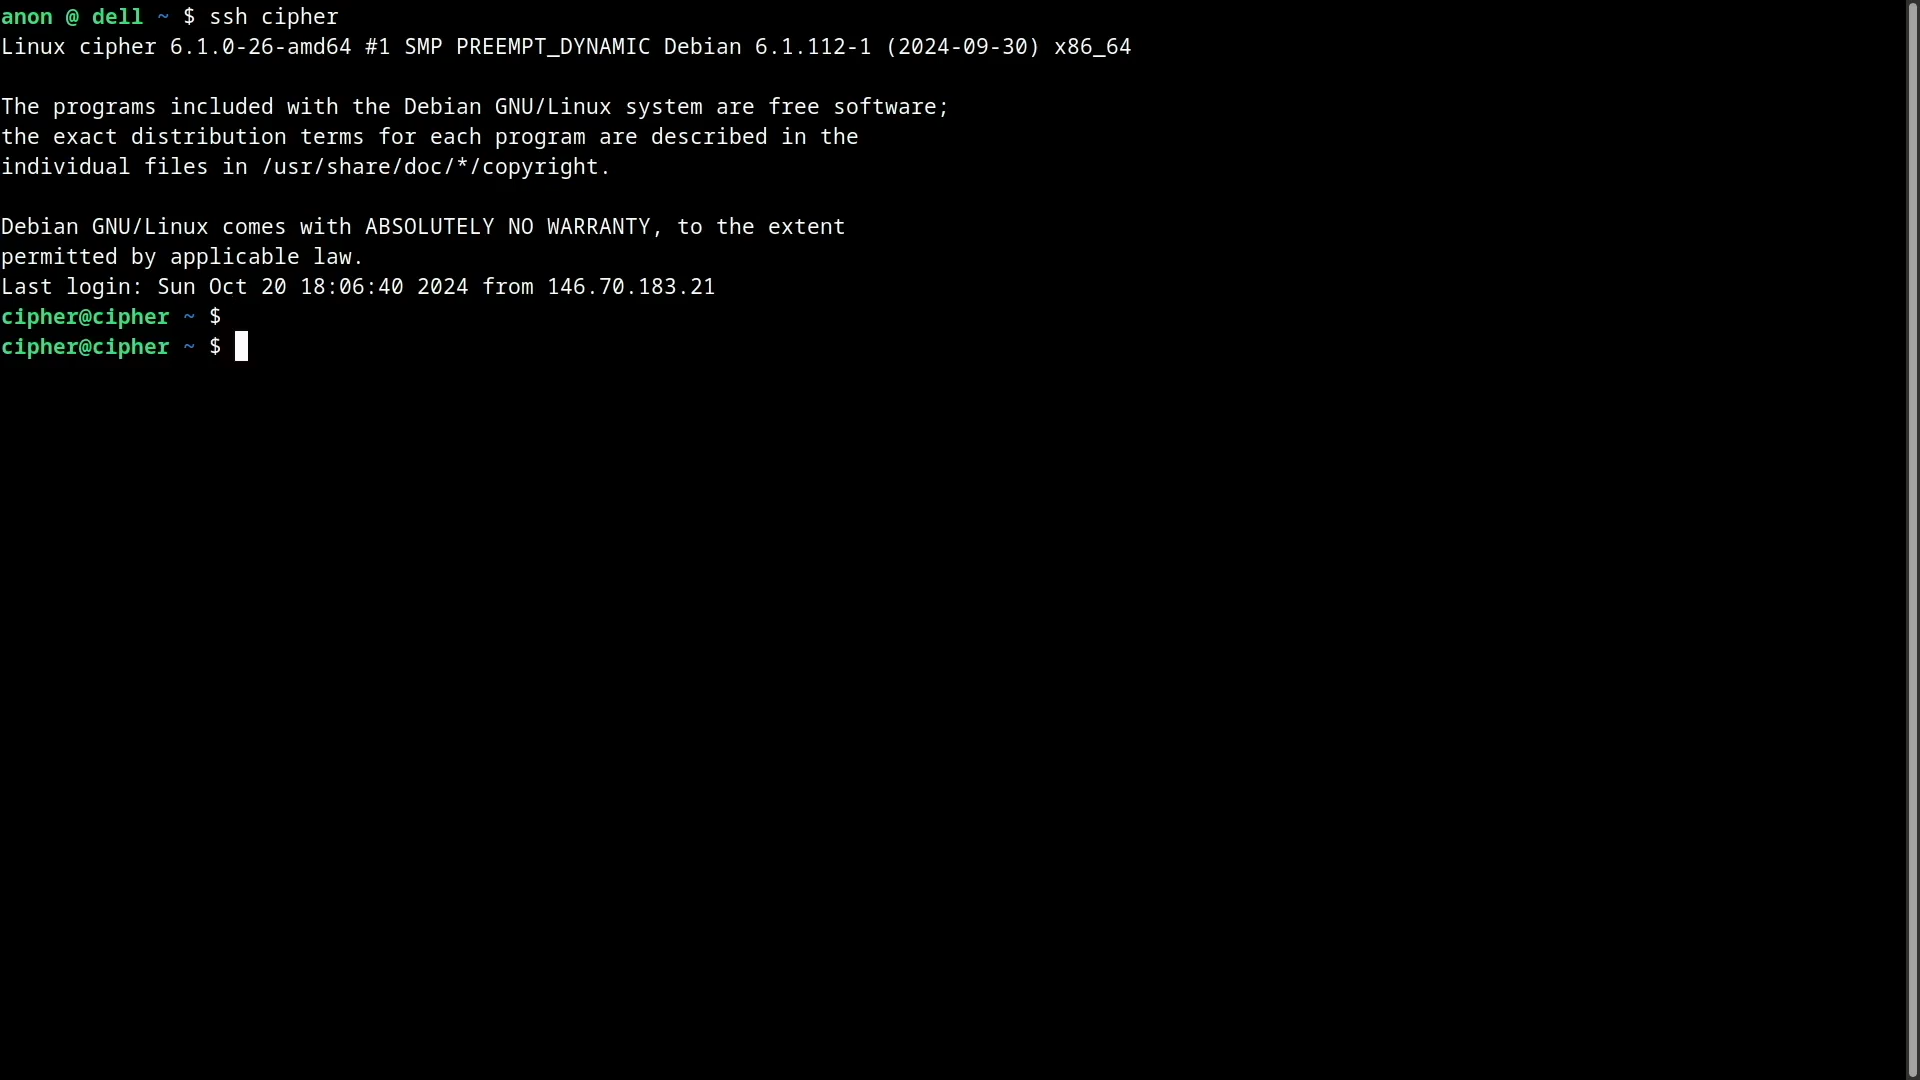 anon @ dell ~ $ ssh cipher
Linux cipher 6.1.0-26-amd64 #1 SMP PREEMPT_DYNAMIC Debian 6.1.112-1 (2024-09-30) x86_64
The programs included with the Debian GNU/Linux system are free software;
the exact distribution terms for each program are described in the
individual files in /usr/share/doc/*/copyright.
Debian GNU/Linux comes with ABSOLUTELY NO WARRANTY, to the extent
permitted by applicable law.
Last login: Sun Oct 20 18:06:40 2024 from 146.70.183.21
cipher@cipher ~ $
cipher@cipher ~ $